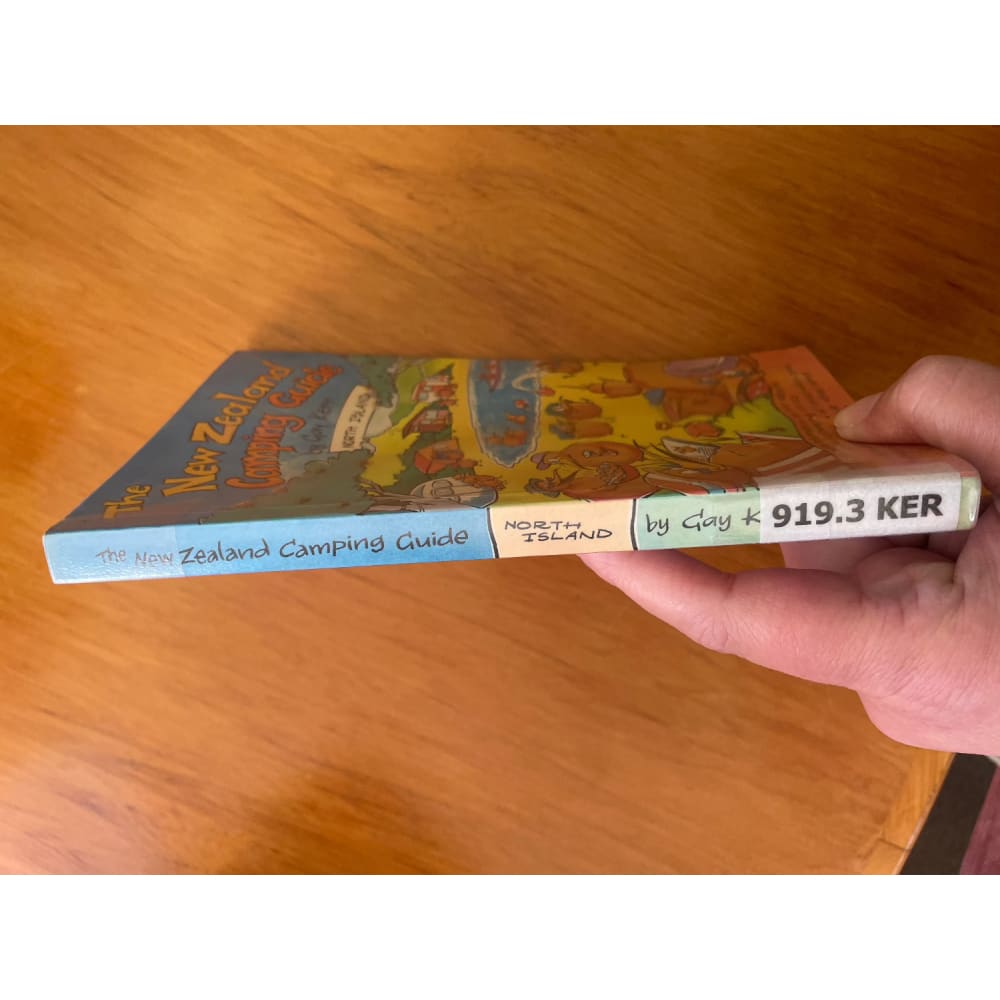 The
New Zealand
Camping Guide
by Gay Kerr
NORTH ISLAND
The New Zealand Camping Guide
NORTH
ISLAND
by Gay K
919.3 KER